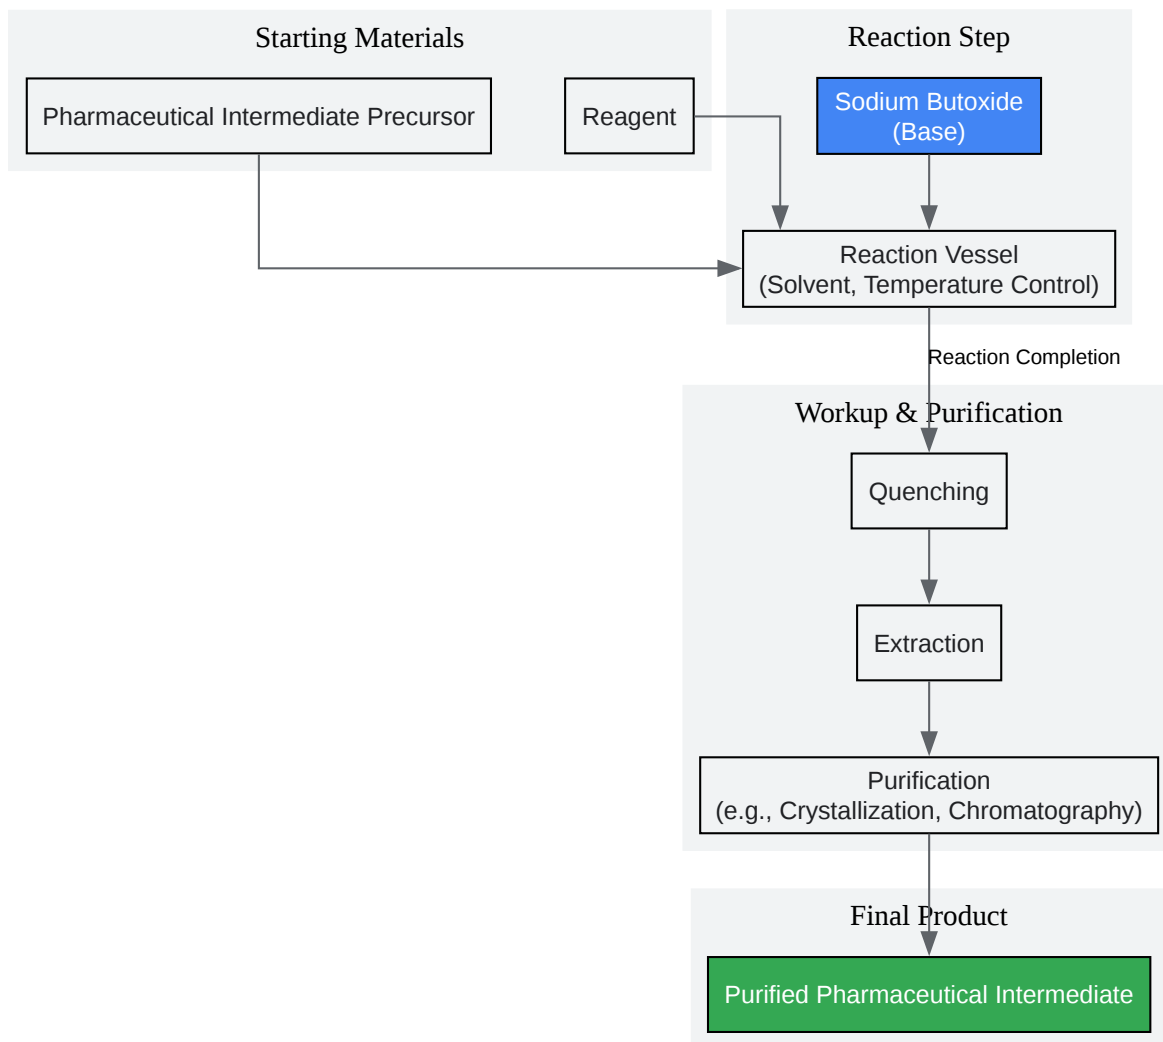 Starting Materials
Pharmaceutical Intermediate Precursor
Reagent
Reaction Step
Sodium Butoxide
(Base)
Reaction Vessel
(Solvent, Temperature Control)
Reaction Completion
Workup & Purification
Quenching
Extraction
Purification
(e.g., Crystallization, Chromatography)
Final Product
Purified Pharmaceutical Intermediate